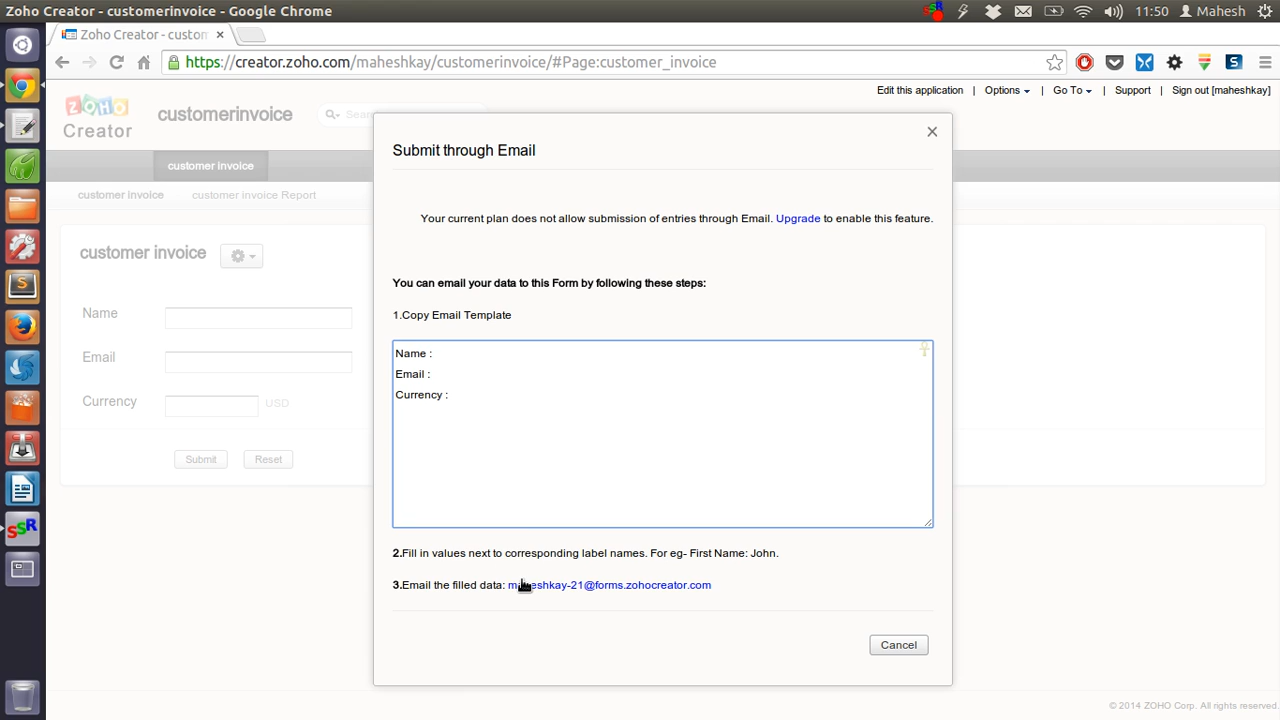 Zoho Creator - customerinvoice - Google Chrome
11:50
Mahesh
Zoho Creator - custom
https://creator.zoho.com/maheshkay/customerinvoice/#Page:customer_invoice
Edit this application | Options | Go To | Support | Sign out [maheshkay]
ZOHO
Creator
customerinvoice
Sear
customer invoice
customer invoice
customer invoice Report
customer invoice
Name
Email
Currency
USD
Submit
Reset
Submit through Email
Your current plan does not allow submission of entries through Email. Upgrade to enable this feature.
You can email your data to this Form by following these steps:
1.Copy Email Template
Name :
Email :
Currency :
2.Fill in values next to corresponding label names. For eg- First Name: John.
3.Email the filled data: maheshkay-21@forms.zohocreator.com
Cancel
© 2014 ZOHO Corp. All rights reserved.
SSR